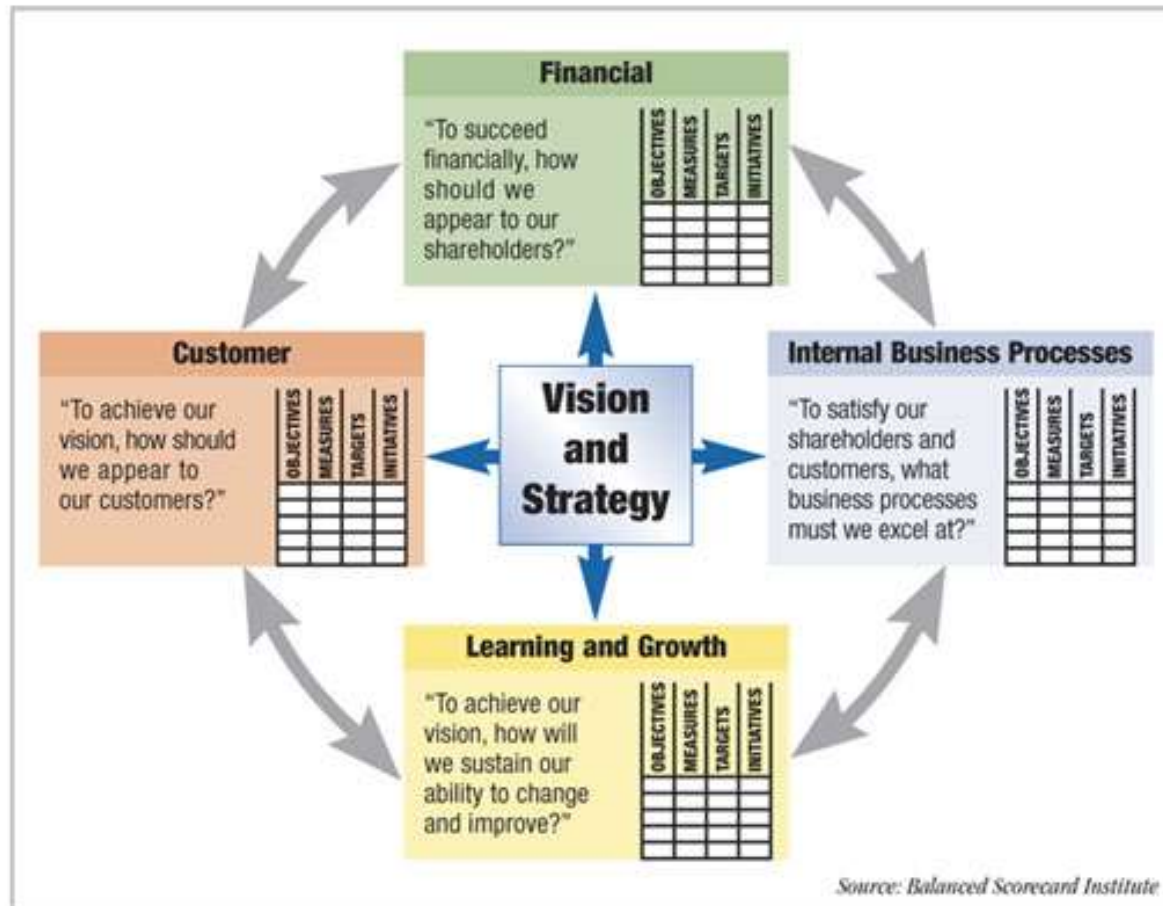 Financial
“To succeed
financially, how
should we
appear to our
shareholders?”
OBJECTIVES
MEASURES
TARGETS
INITIATIVES
Customer
“To achieve our
vision, how should
we appear to
our customers?”
OBJECTIVES
MEASURES
TARGETS
INITIATIVES
Vision
and
Strategy
Internal Business Processes
“To satisfy our
shareholders and
customers, what
business processes
must we excel at?”
OBJECTIVES
MEASURES
TARGETS
INITIATIVES
Learning and Growth
“To achieve our
vision, how will
we sustain our
ability to change
and improve?”
OBJECTIVES
MEASURES
TARGETS
INITIATIVES
Source: Balanced Scorecard Institute